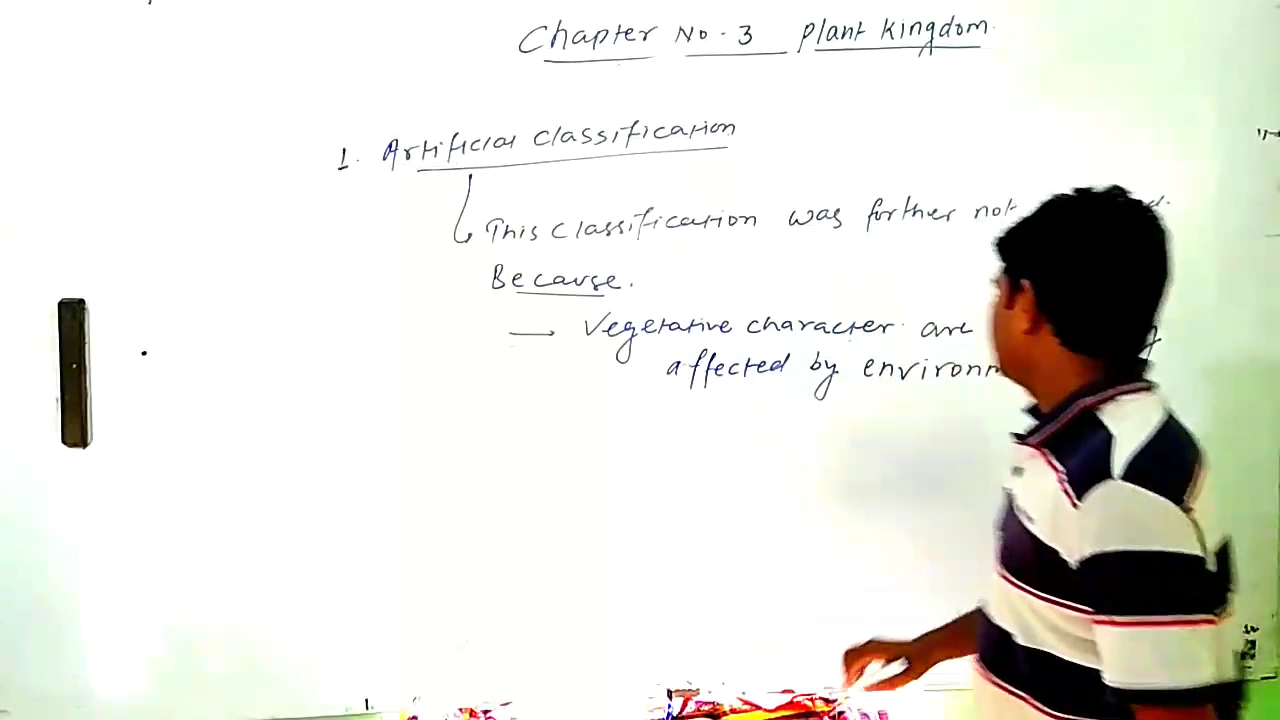 Chapter No. 3 Plant Kingdom.
1. Artificial Classification
This classification was further not
Because.
Vegetative character are
affected by environm